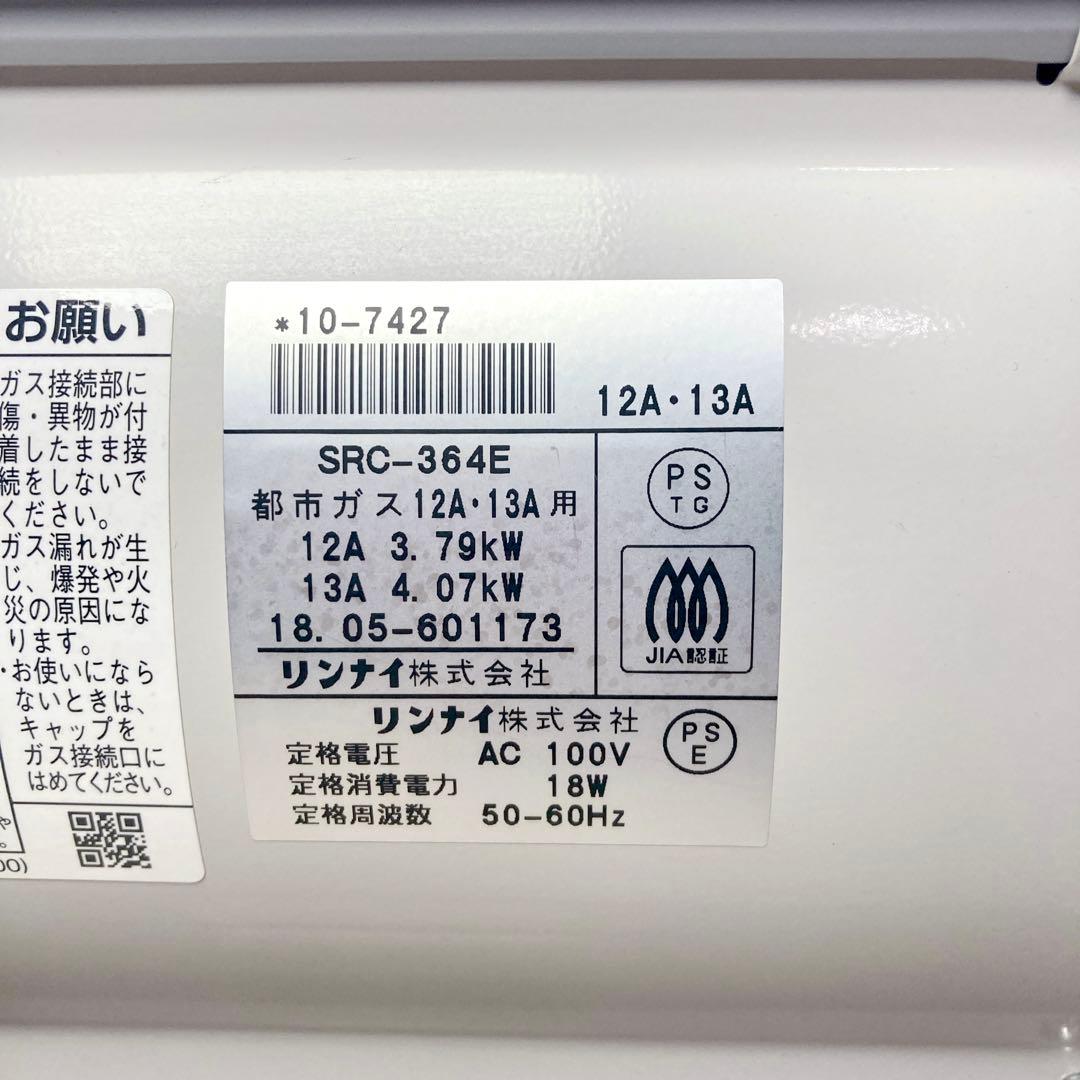 お願い
ガス接続部に
傷・異物が付
着したまま接
続をしないで
ください。
ガス漏れが生
じ、爆発や火
災の原因にな
ります。
・お使いになら
ないときは、
キャップを
ガス接続口に
はめてください。
*10-7427
12A・13A
SRC-364E
都市ガス12A・13A用
12A 3.79kW
13A 4.07kW
18.05-601173
リンナイ株式会社
PS
TG
JIA認証
リンナイ株式会社
定格電圧 AC 100V
定格消費電力 18W
定格周波数 50-60Hz
PS
E